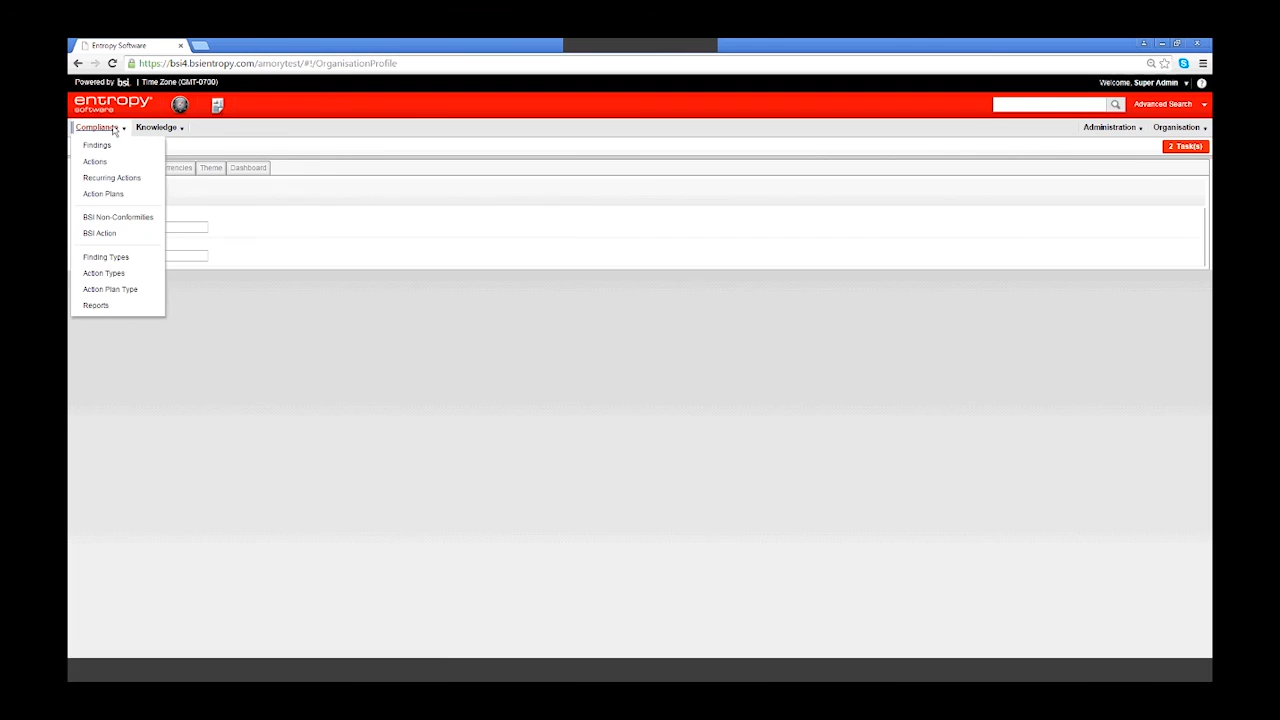 Entropy Software
https://bsi4.bsientropy.com/amorytest/#!/OrganisationProfile
Powered by bsi. | Time Zone (GMT-0700)
Welcome, Super Admin
entropy software
Advanced Search
Compliance Knowledge Administration Organisation
2 Task(s)
Findings
Actions
Recurring Actions
Action Plans
BSI Non-Conformities
BSI Action
Finding Types
Action Types
Action Plan Type
Reports
Theme Dashboard